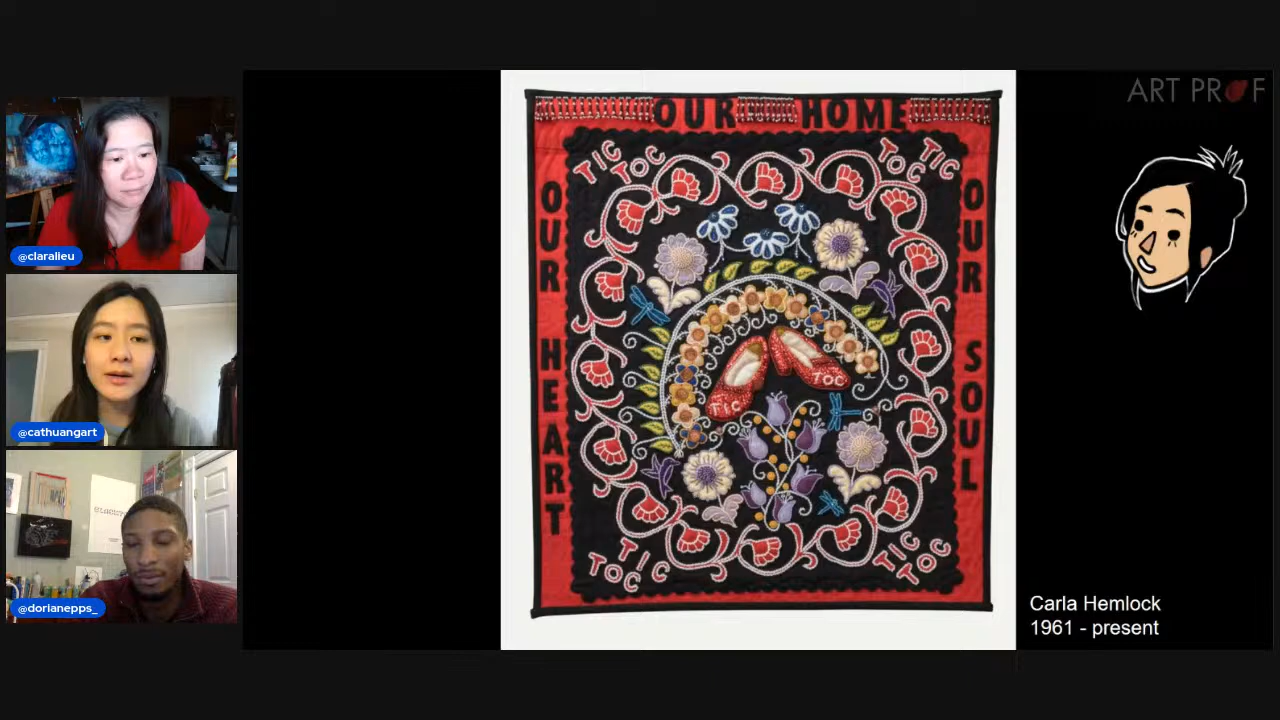 @claralieu
@cathuangart
@dorianepps_
OUR HOME
OUR HEART
OUR SOUL
TIC TOC
TOC TIC
TIC TOC
TIC
TOC
TIC TOC
ART PROF
Carla Hemlock
1961 - present